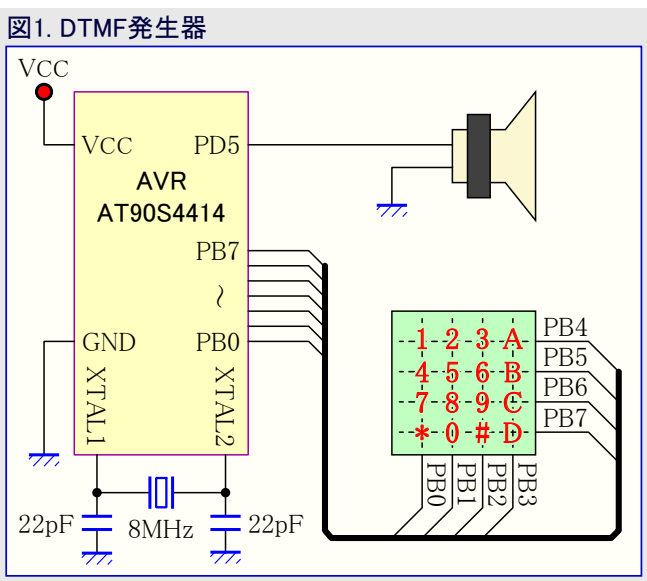 図1. DTMF発生器
VCC
VCC
PD5
AVR
AT90S4414
PB7
~
GND
PB0
XTAL1
XTAL2
22pF
8MHz
22pF
1 2 3 A
PB4
4 5 6 B
PB5
7 8 9 C
PB6
* 0 # D
PB7
PB0
PB1
PB2
PB3